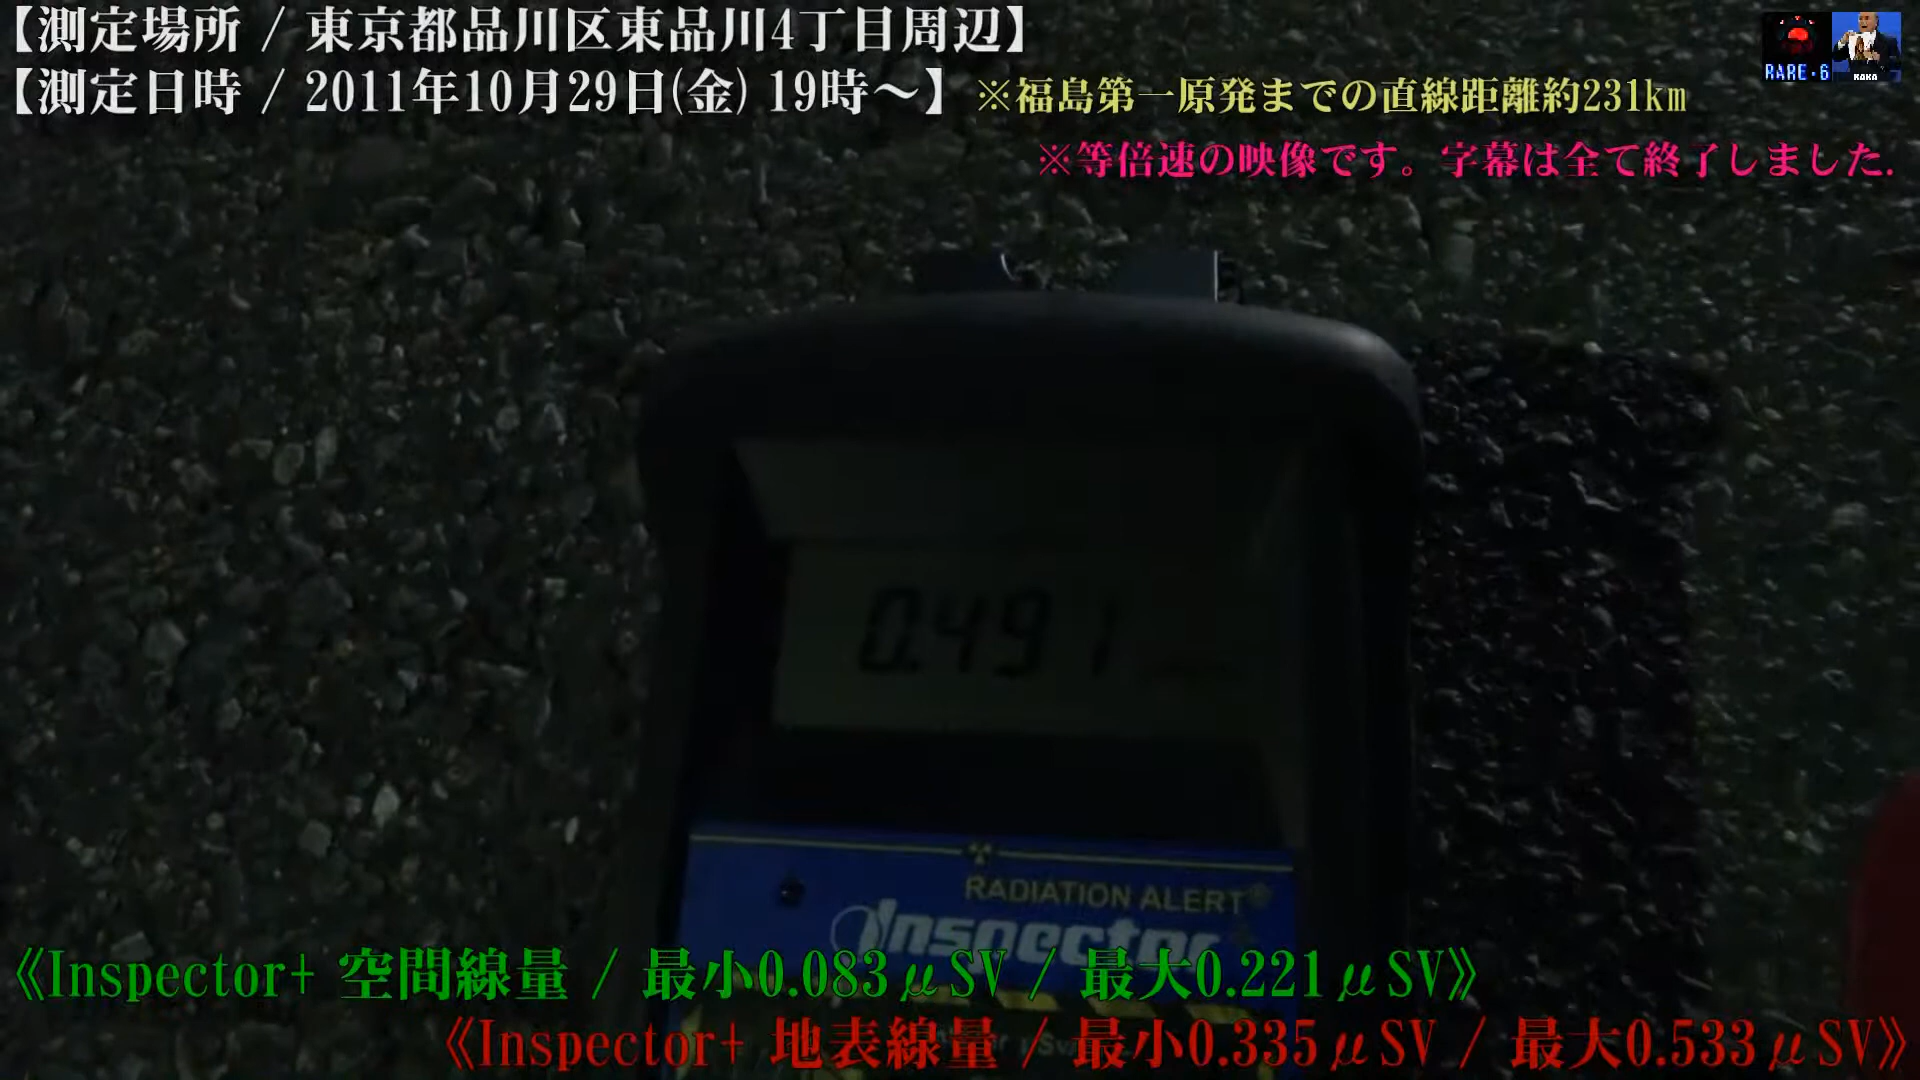 【測定場所 / 東京都品川区東品川4丁目周辺】
【測定日時 / 2011年10月29日(金) 19時～】
※福島第一原発までの直線距離約231km
※等倍速の映像です。字幕は全て終了しました.
RARE・6
KAKA
0.491
RADIATION ALERT®
Inspector
《Inspector+ 空間線量 / 最小0.083μSV / 最大0.221μSV》
《Inspector+ 地表線量 / 最小0.335μSV / 最大0.533μSV》